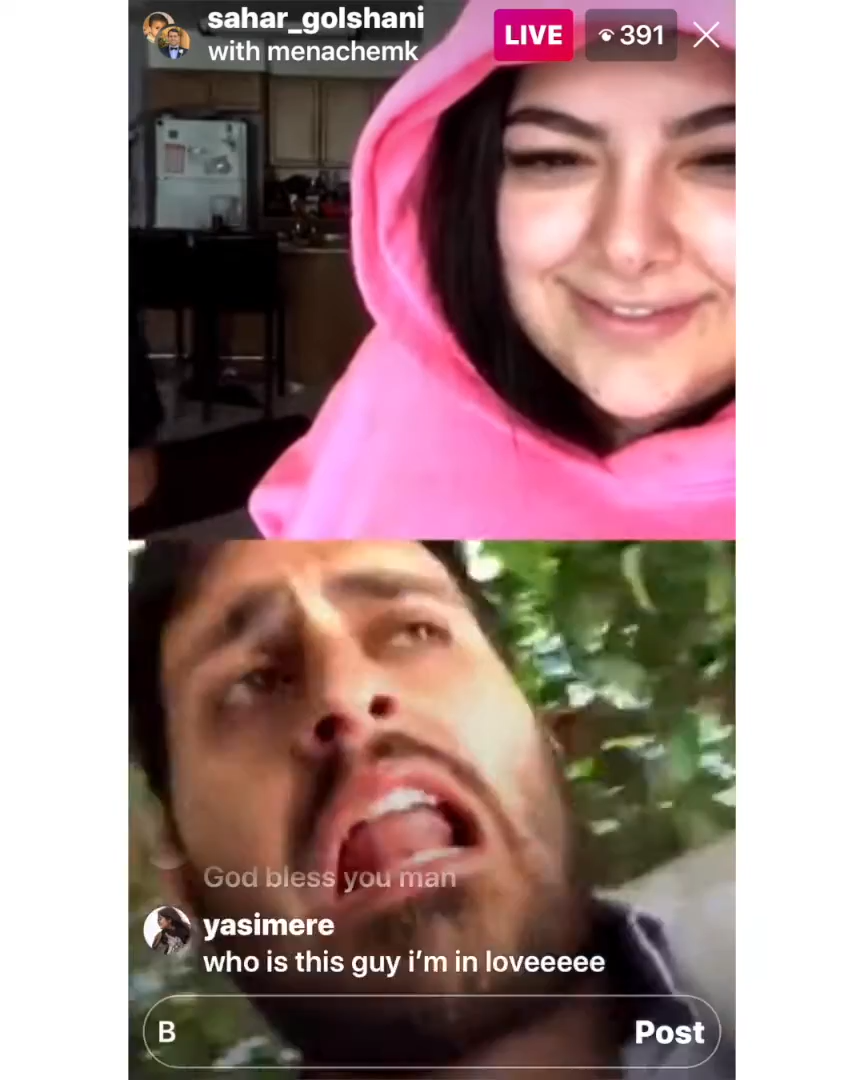 sahar_golshani
with menachemk
LIVE
391
God bless you man
yasimere
who is this guy i’m in loveeeee
B
Post